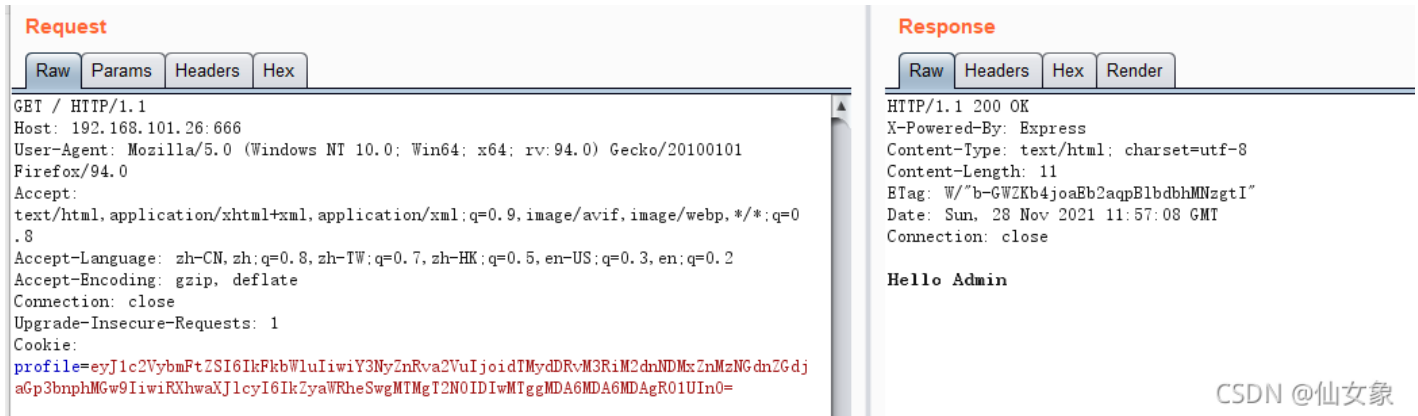 Request
Raw Params Headers Hex
GET / HTTP/1.1
Host: 192.168.101.26:666
User-Agent: Mozilla/5.0 (Windows NT 10.0; Win64; x64; rv:94.0) Gecko/20100101
Firefox/94.0
Accept:
text/html,application/xhtml+xml,application/xml;q=0.9,image/avif,image/webp,*/*;q=0
.8
Accept-Language: zh-CN,zh;q=0.8,zh-TW;q=0.7,zh-HK;q=0.5,en-US;q=0.3,en;q=0.2
Accept-Encoding: gzip, deflate
Connection: close
Upgrade-Insecure-Requests: 1
Cookie:
profile=eyJ1c2VybmFtZSI6IkFkbWluIiwiY3NyZnRva2VuIjoidTMydDRvM3RiM2dnNDMxZnMzNGdnZGdj
aGp3bnphMGw9IiwiRXhwaXJlcyI6IkZyaWRheSwgMTMgT2N0IDIwMTggMDA6MDA6MDAgR01UIn0=
Response
Raw Headers Hex Render
HTTP/1.1 200 OK
X-Powered-By: Express
Content-Type: text/html; charset=utf-8
Content-Length: 11
ETag: W/"b-GWZKb4joaEb2aqpBlbdbhMNzgtI"
Date: Sun, 28 Nov 2021 11:57:08 GMT
Connection: close
Hello Admin
CSDN @仙女象